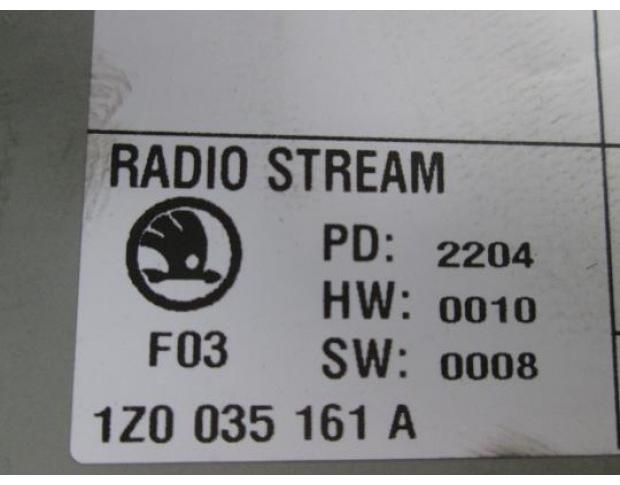 RADIO STREAM
PD: 2204
HW: 0010
F03 SW: 0008
1Z0 035 161 A